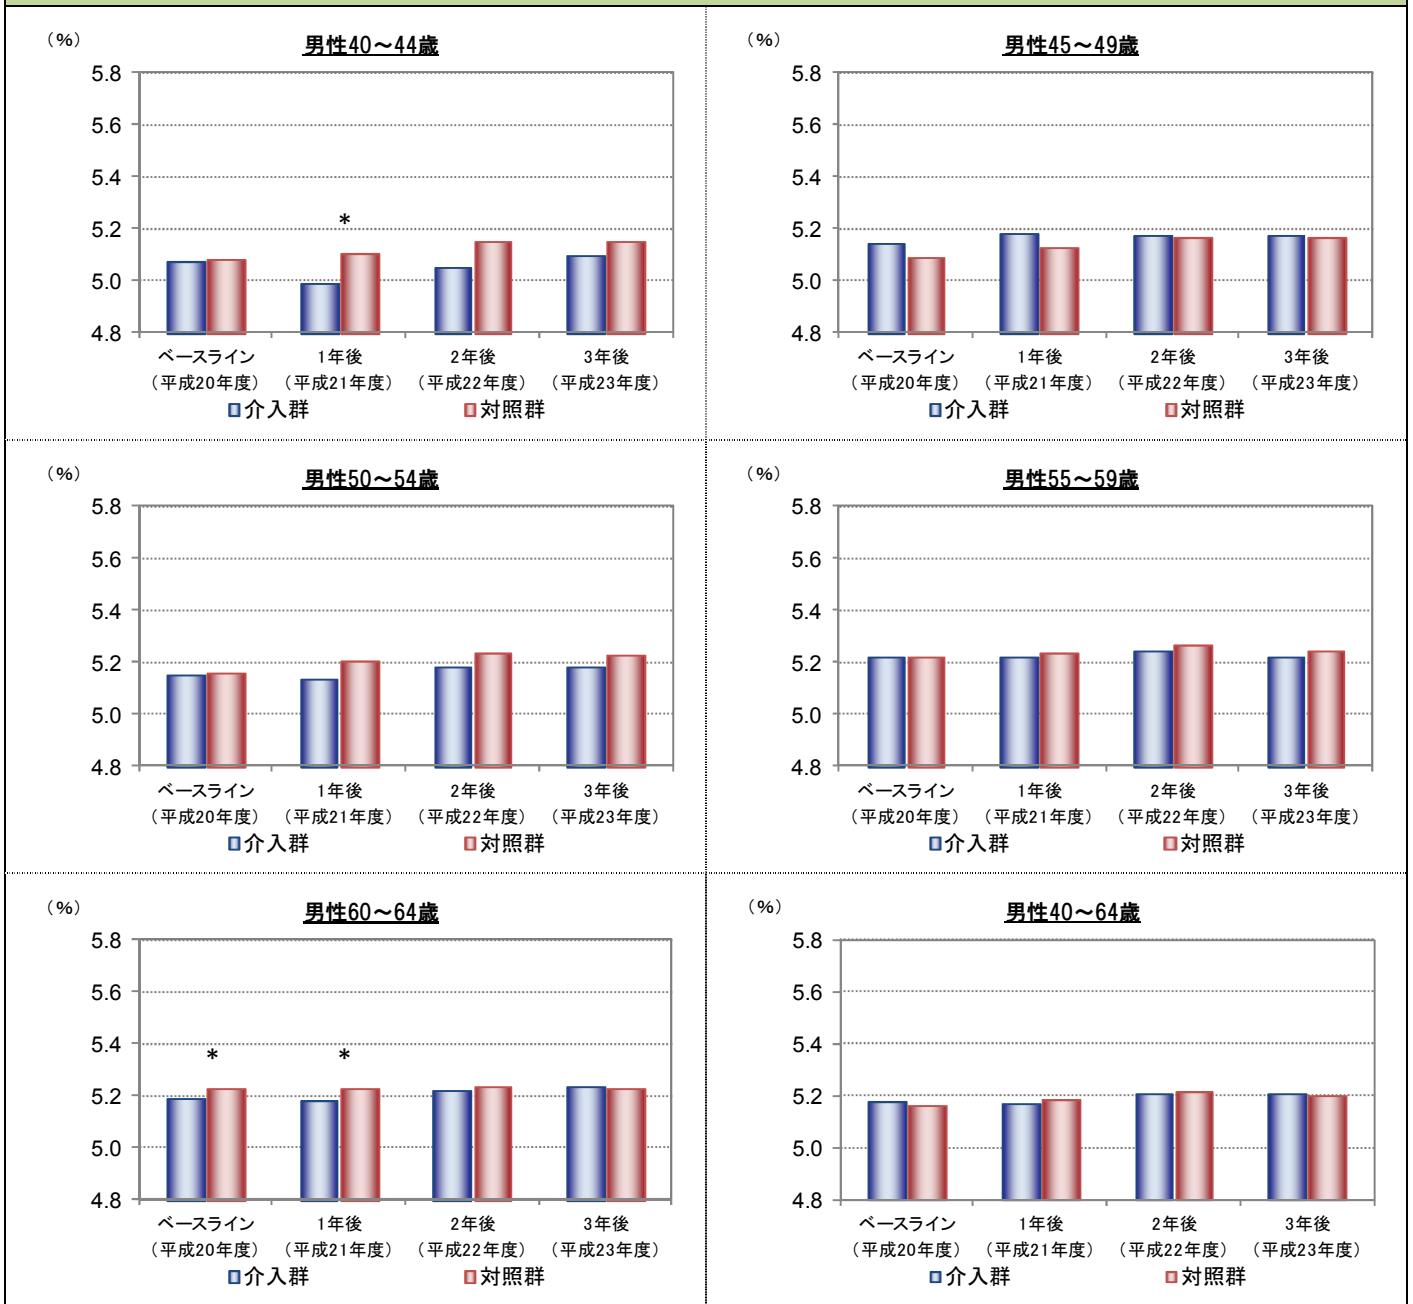 （%）
男性40～44歳
5.8
5.6
5.4
5.2
5.0
4.8
*
ベースライン 1年後 2年後 3年後
（平成20年度） （平成21年度） （平成22年度） （平成23年度）
介入群 対照群
（%）
男性45～49歳
5.8
5.6
5.4
5.2
5.0
4.8
ベースライン 1年後 2年後 3年後
（平成20年度） （平成21年度） （平成22年度） （平成23年度）
介入群 対照群
（%）
男性50～54歳
5.8
5.6
5.4
5.2
5.0
4.8
ベースライン 1年後 2年後 3年後
（平成20年度） （平成21年度） （平成22年度） （平成23年度）
介入群 対照群
（%）
男性55～59歳
5.8
5.6
5.4
5.2
5.0
4.8
ベースライン 1年後 2年後 3年後
（平成20年度） （平成21年度） （平成22年度） （平成23年度）
介入群 対照群
（%）
男性60～64歳
5.8
5.6
5.4
* *
5.2
5.0
4.8
ベースライン 1年後 2年後 3年後
（平成20年度） （平成21年度） （平成22年度） （平成23年度）
介入群 対照群
（%）
男性40～64歳
5.8
5.6
5.4
5.2
5.0
4.8
ベースライン 1年後 2年後 3年後
（平成20年度） （平成21年度） （平成22年度） （平成23年度）
介入群 対照群